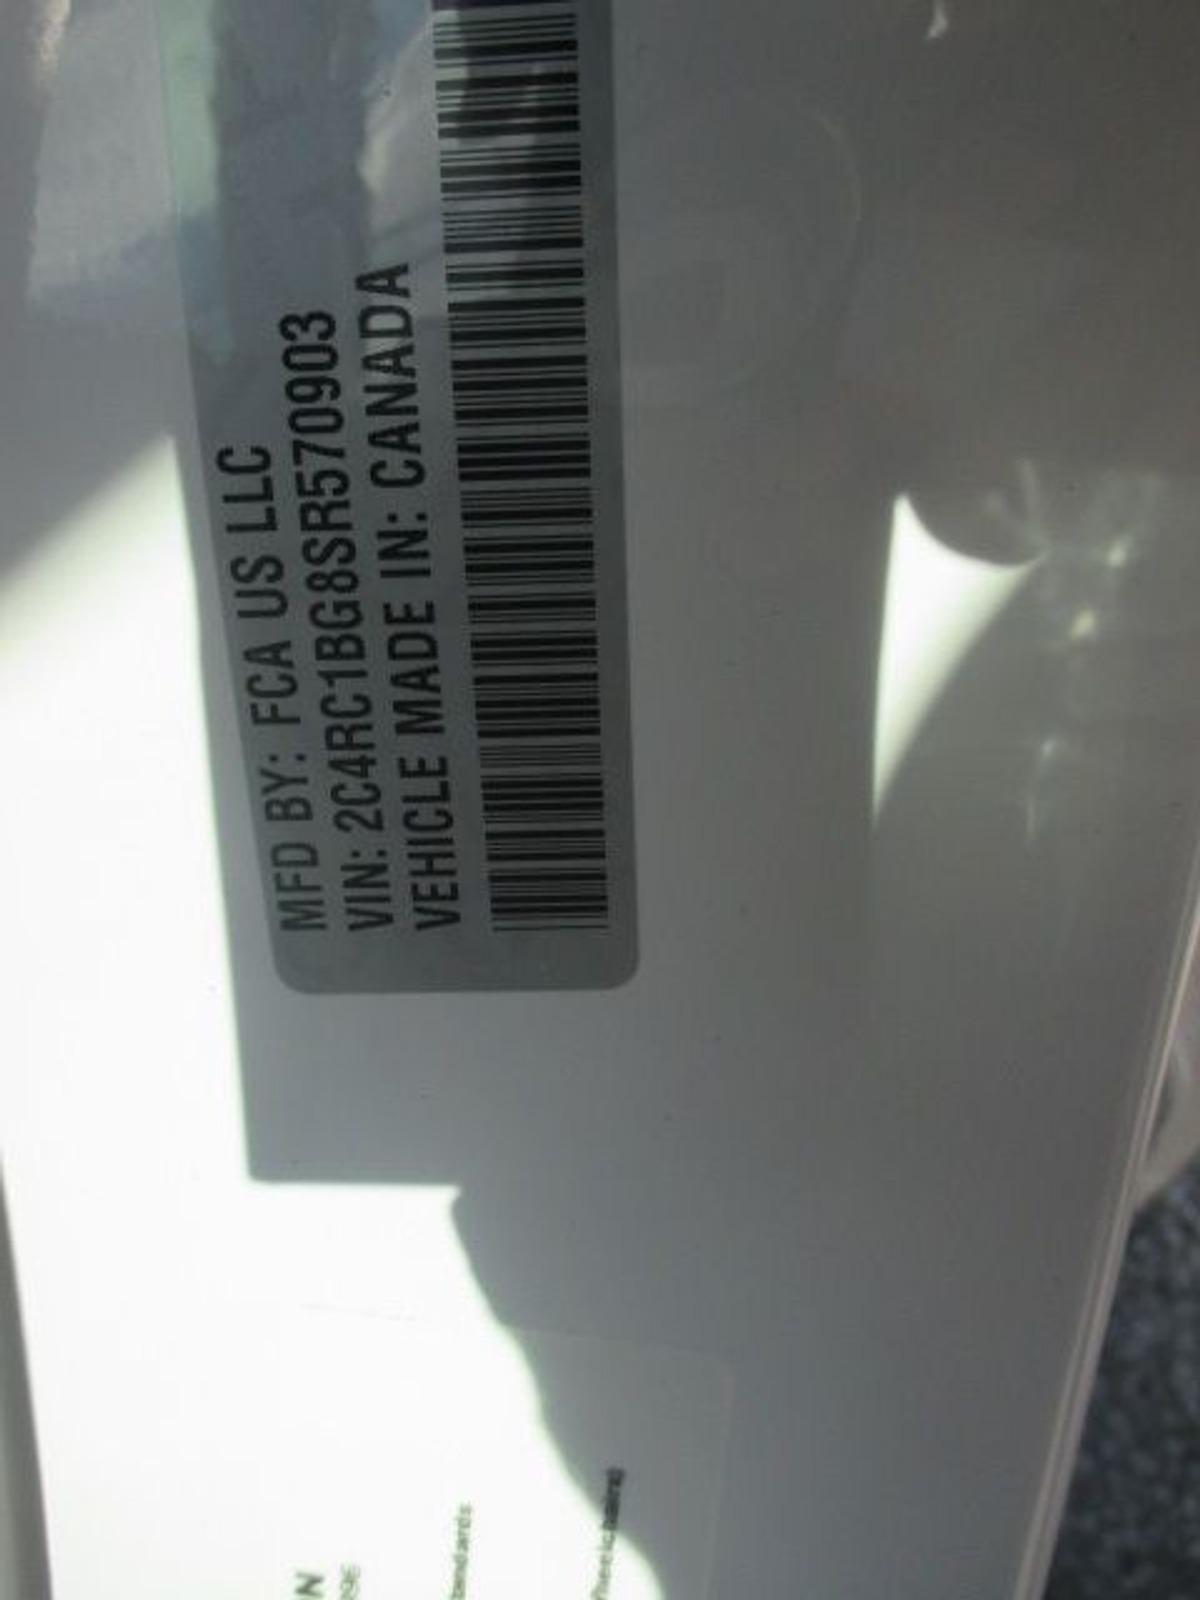 MFD BY: FCA US LLC
VIN: 2C4RC1BG8SR570903
VEHICLE MADE IN: CANADA